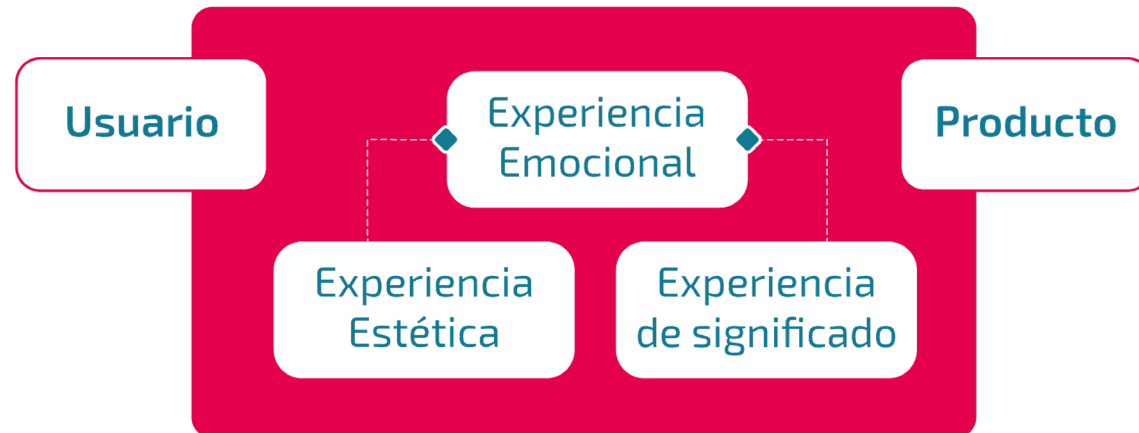 Usuario
Experiencia
Emocional
Producto
Experiencia
Estética
Experiencia
de significado